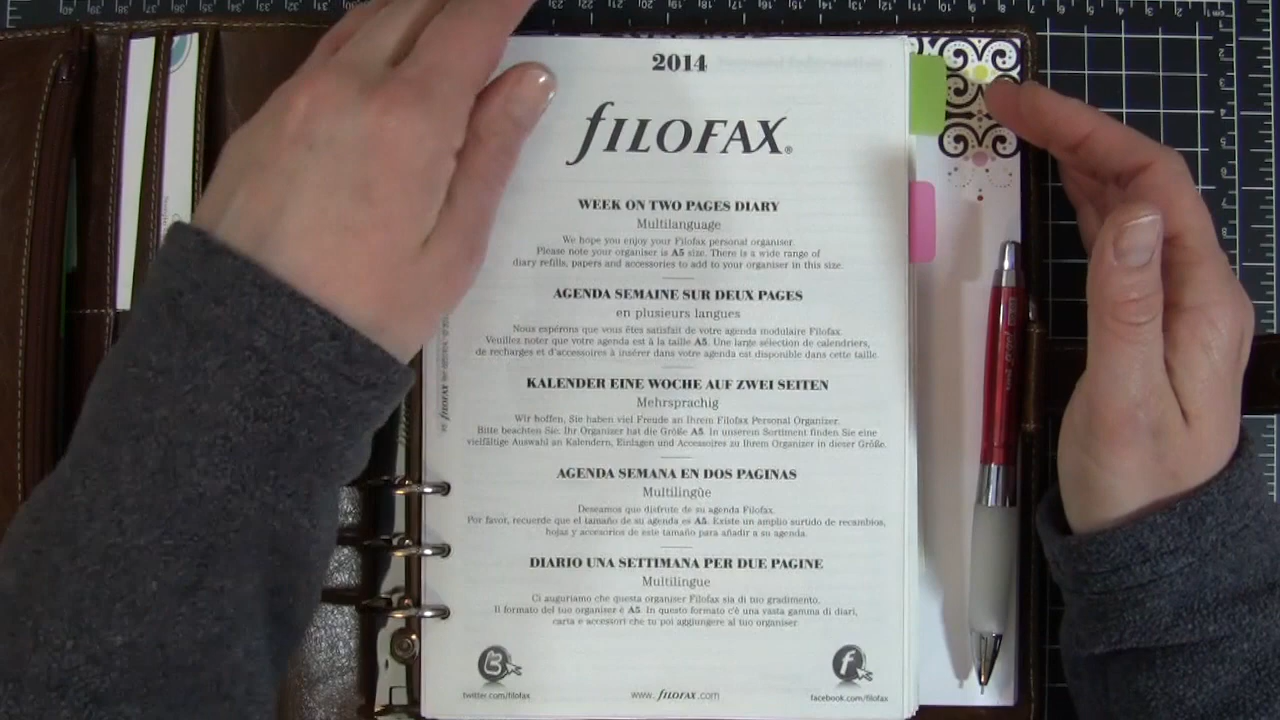 2014
fILOFAX®
WEEK ON TWO PAGES DIARY
Multilanguage
We hope you enjoy your Filofax personal organiser.
Please note your organiser is A5 size. There is a wide range of
diary refills, papers and accessories to add to your organiser in this size.
AGENDA SEMAINE SUR DEUX PAGES
en plusieurs langues
Nous espérons que vous êtes satisfait de votre agenda modulaire Filofax.
Veuillez noter que votre agenda est à la taille A5. Une large sélection de calendriers,
de recharges et d'accessoires à insérer dans votre agenda est disponible dans cette taille.
KALENDER EINE WOCHE AUF ZWEI SEITEN
Mehrsprachig
Wir hoffen, Sie haben viel Freude an Ihrem Filofax Personal Organizer.
Bitte beachten Sie: Ihr Organizer hat die Größe A5. In unserem Sortiment finden Sie eine
vielfältige Auswahl an Kalendern, Einlagen und Accessoires zu Ihrem Organizer in dieser Größe.
AGENDA SEMANA EN DOS PAGINAS
Multilingüe
Deseamos que disfrute de su agenda Filofax.
Por favor, recuerde que el tamaño de su agenda es A5. Existe un amplio surtido de recambios,
hojas y accesorios de este tamaño para añadir a su agenda.
DIARIO UNA SETTIMANA PER DUE PAGINE
Multilingue
Ci auguriamo che questa organiser Filofax sia di tuo gradimento.
Il formato del tuo organiser è A5. In questo formato c'è una vasta gamma di diari,
carta e accessori che tu poi aggiungere al tuo organiser.
twitter.com/filofax
www.fILOFAX.com
facebook.com/filofax